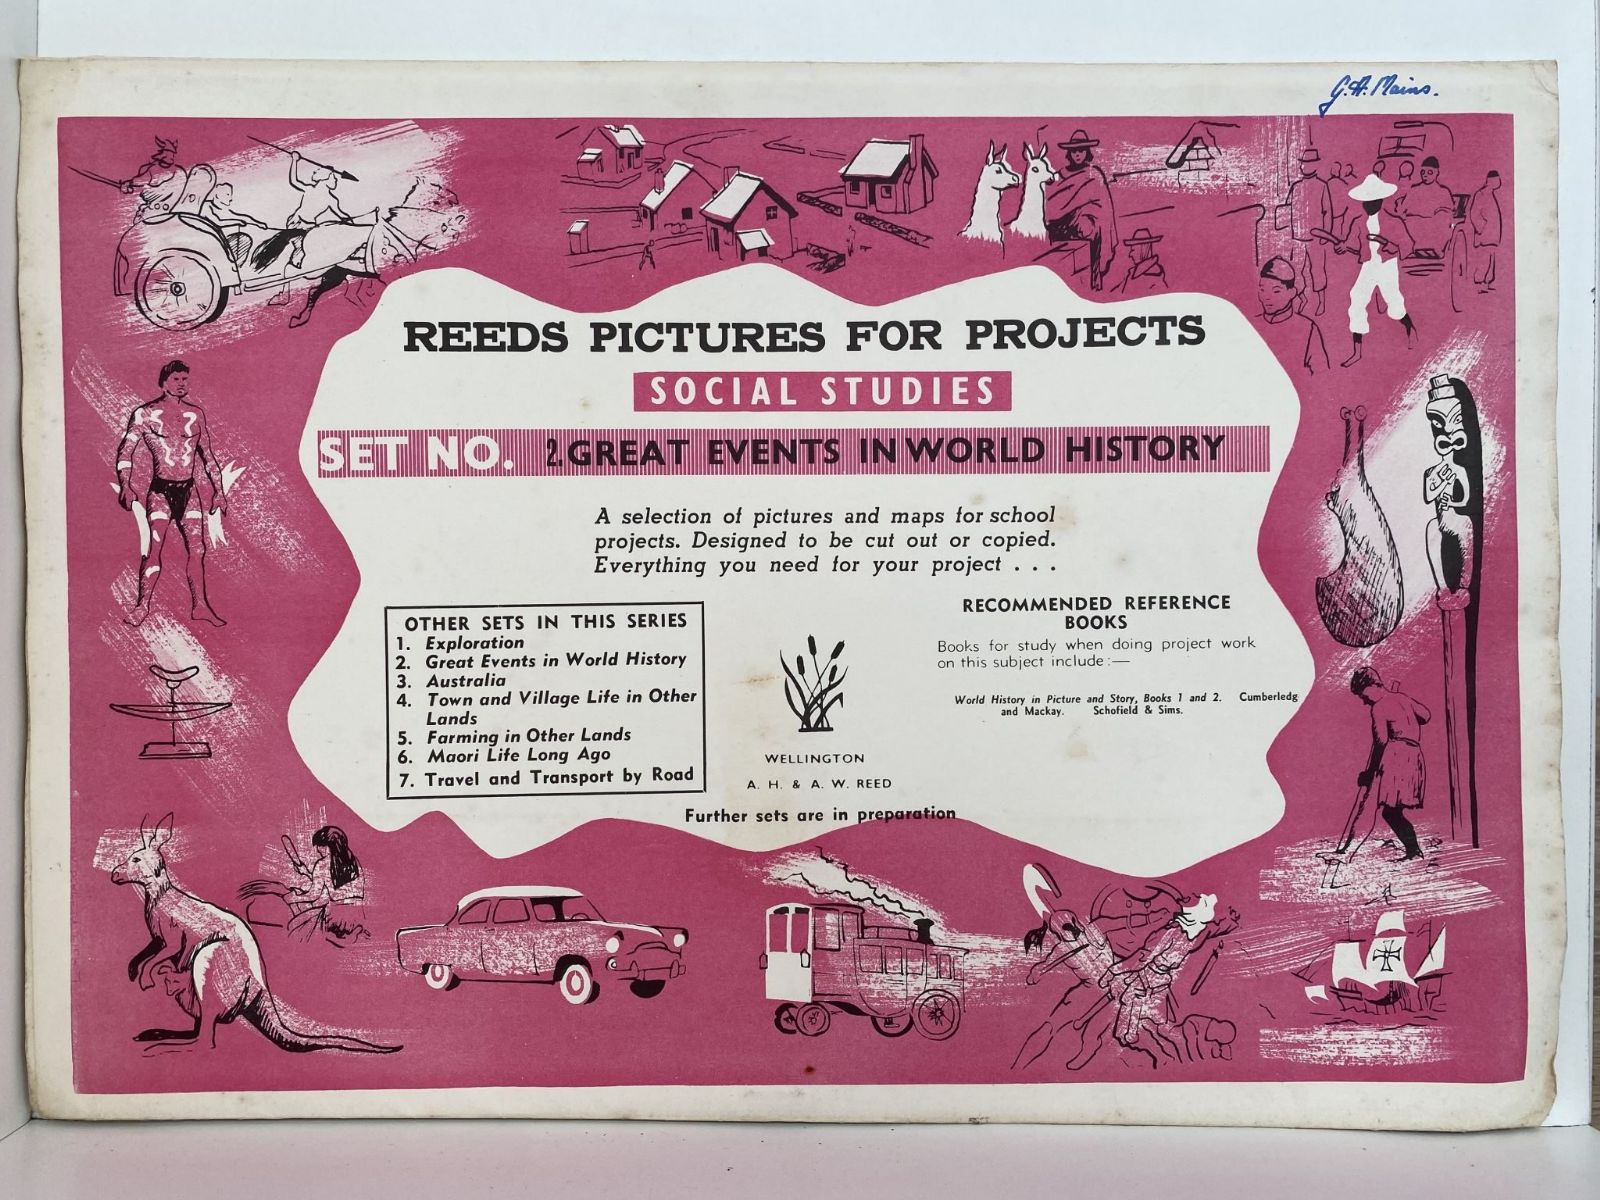 G.A. Mains.
REEDS PICTURES FOR PROJECTS
SOCIAL STUDIES
SET NO. 2. GREAT EVENTS IN WORLD HISTORY
A selection of pictures and maps for school
projects. Designed to be cut out or copied.
Everything you need for your project . . .
OTHER SETS IN THIS SERIES
1. Exploration
2. Great Events in World History
3. Australia
4. Town and Village Life in Other
Lands
5. Farming in Other Lands
6. Maori Life Long Ago
7. Travel and Transport by Road
WELLINGTON
A. H. & A. W. REED
RECOMMENDED REFERENCE
BOOKS
Books for study when doing project work
on this subject include :—
World History in Picture and Story, Books 1 and 2. Cumberledg
and Mackay. Schofield & Sims.
Further sets are in preparation